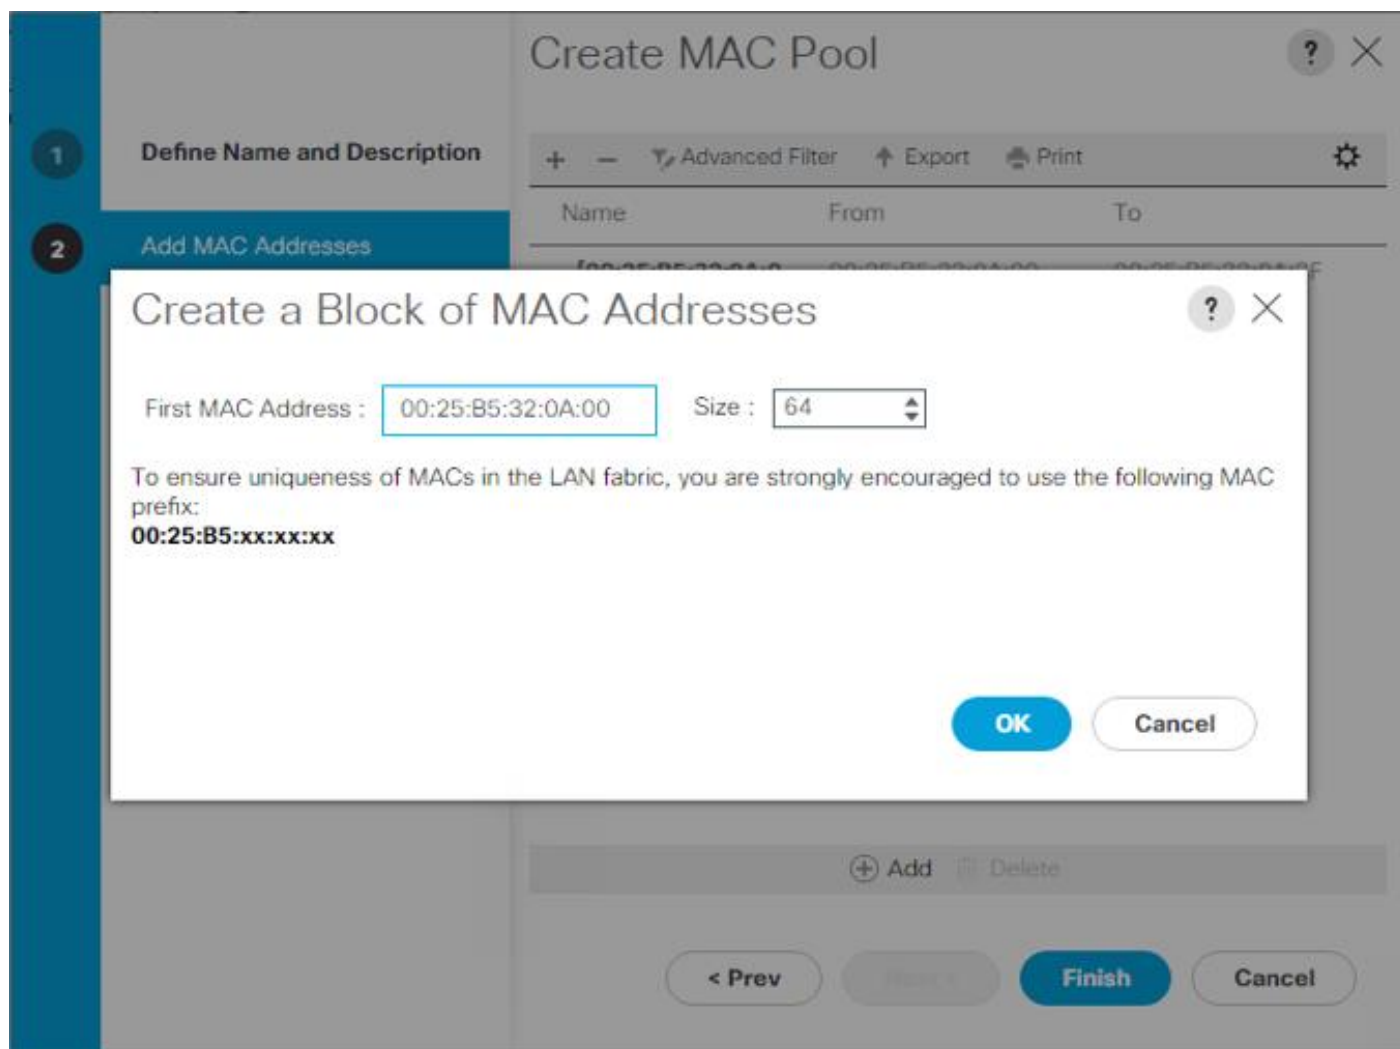 Create MAC Pool
?
1
Define Name and Description
+ − Advanced Filter Export Print
Name From To
2
Add MAC Addresses
Create a Block of MAC Addresses
?
First MAC Address : 00:25:B5:32:0A:00 Size : 64
To ensure uniqueness of MACs in the LAN fabric, you are strongly encouraged to use the following MAC
prefix:
00:25:B5:xx:xx:xx
OK Cancel
Add Delete
< Prev Finish Cancel